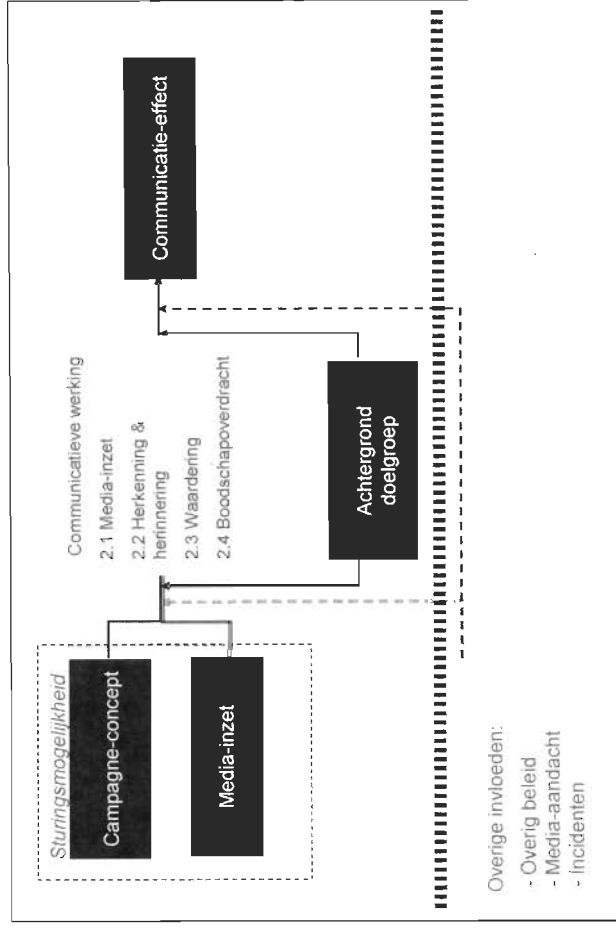 Sturingsmogelijkheid
Campagne-concept
Media-inzet
Communicatieve werking
2.1 Media-inzet
2.2 Herkenning &
herinnering
2.3 Waardering
2.4 Boodschapoverdracht
Achtergrond
doelgroep
Communicatie-effect
Overige invloeden:
- Overig beleid
- Media-aandacht
- Incidenten